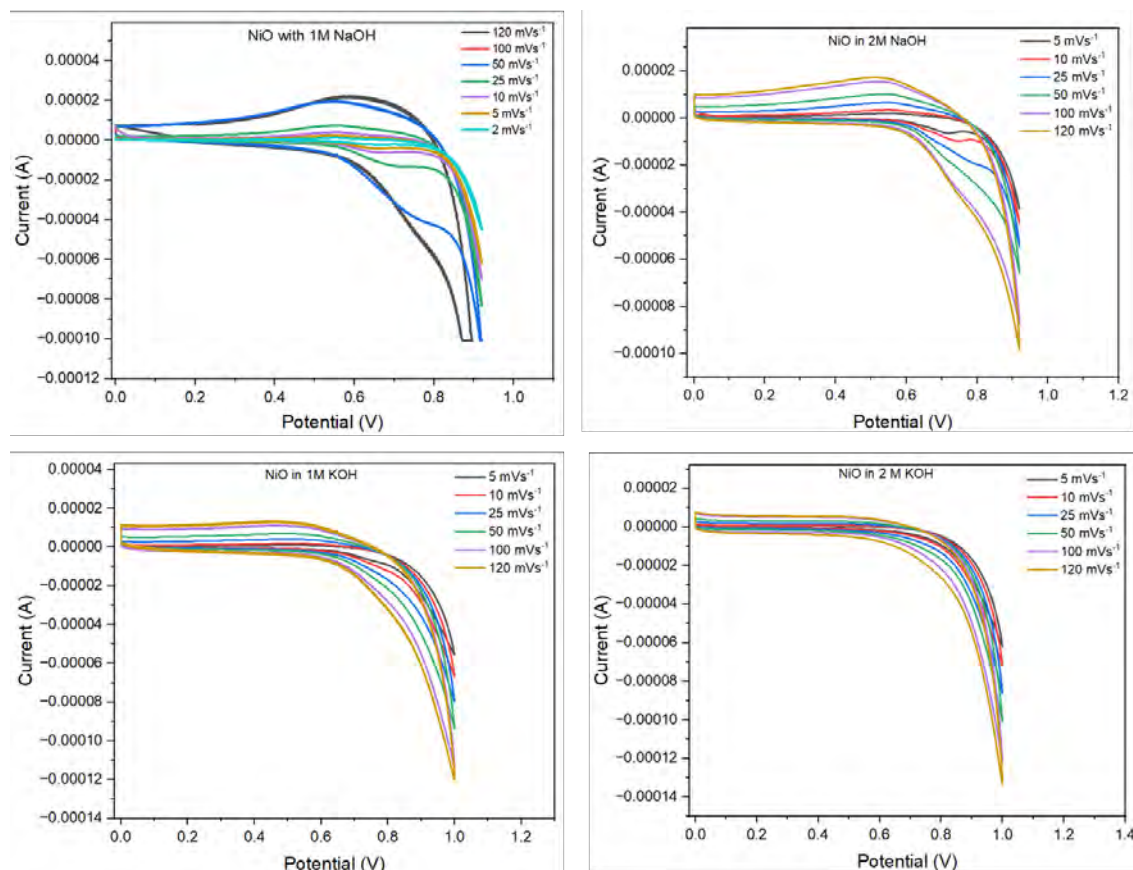 NiO with 1M NaOH
120 mVs⁻¹
100 mVs⁻¹
50 mVs⁻¹
25 mVs⁻¹
10 mVs⁻¹
5 mVs⁻¹
2 mVs⁻¹
0.00004
0.00002
0.00000
−0.00002
−0.00004
−0.00006
−0.00008
−0.00010
−0.00012
Current (A)
0.0 0.2 0.4 0.6 0.8 1.0
Potential (V)
NiO in 2M NaOH
5 mVs⁻¹
10 mVs⁻¹
25 mVs⁻¹
50 mVs⁻¹
100 mVs⁻¹
120 mVs⁻¹
0.00002
0.00000
−0.00002
−0.00004
−0.00006
−0.00008
−0.00010
Current (A)
0.0 0.2 0.4 0.6 0.8 1.0 1.2
Potential (V)
NiO in 1M KOH
5 mVs⁻¹
10 mVs⁻¹
25 mVs⁻¹
50 mVs⁻¹
100 mVs⁻¹
120 mVs⁻¹
0.00004
0.00002
0.00000
−0.00002
−0.00004
−0.00006
−0.00008
−0.00010
−0.00012
−0.00014
Current (A)
0.0 0.2 0.4 0.6 0.8 1.0 1.2
Potential (V)
NiO in 2 M KOH
5 mVs⁻¹
10 mVs⁻¹
25 mVs⁻¹
50 mVs⁻¹
100 mVs⁻¹
120 mVs⁻¹
0.00002
0.00000
−0.00002
−0.00004
−0.00006
−0.00008
−0.00010
−0.00012
−0.00014
Current (A)
0.0 0.2 0.4 0.6 0.8 1.0 1.2 1.4
Potential (V)